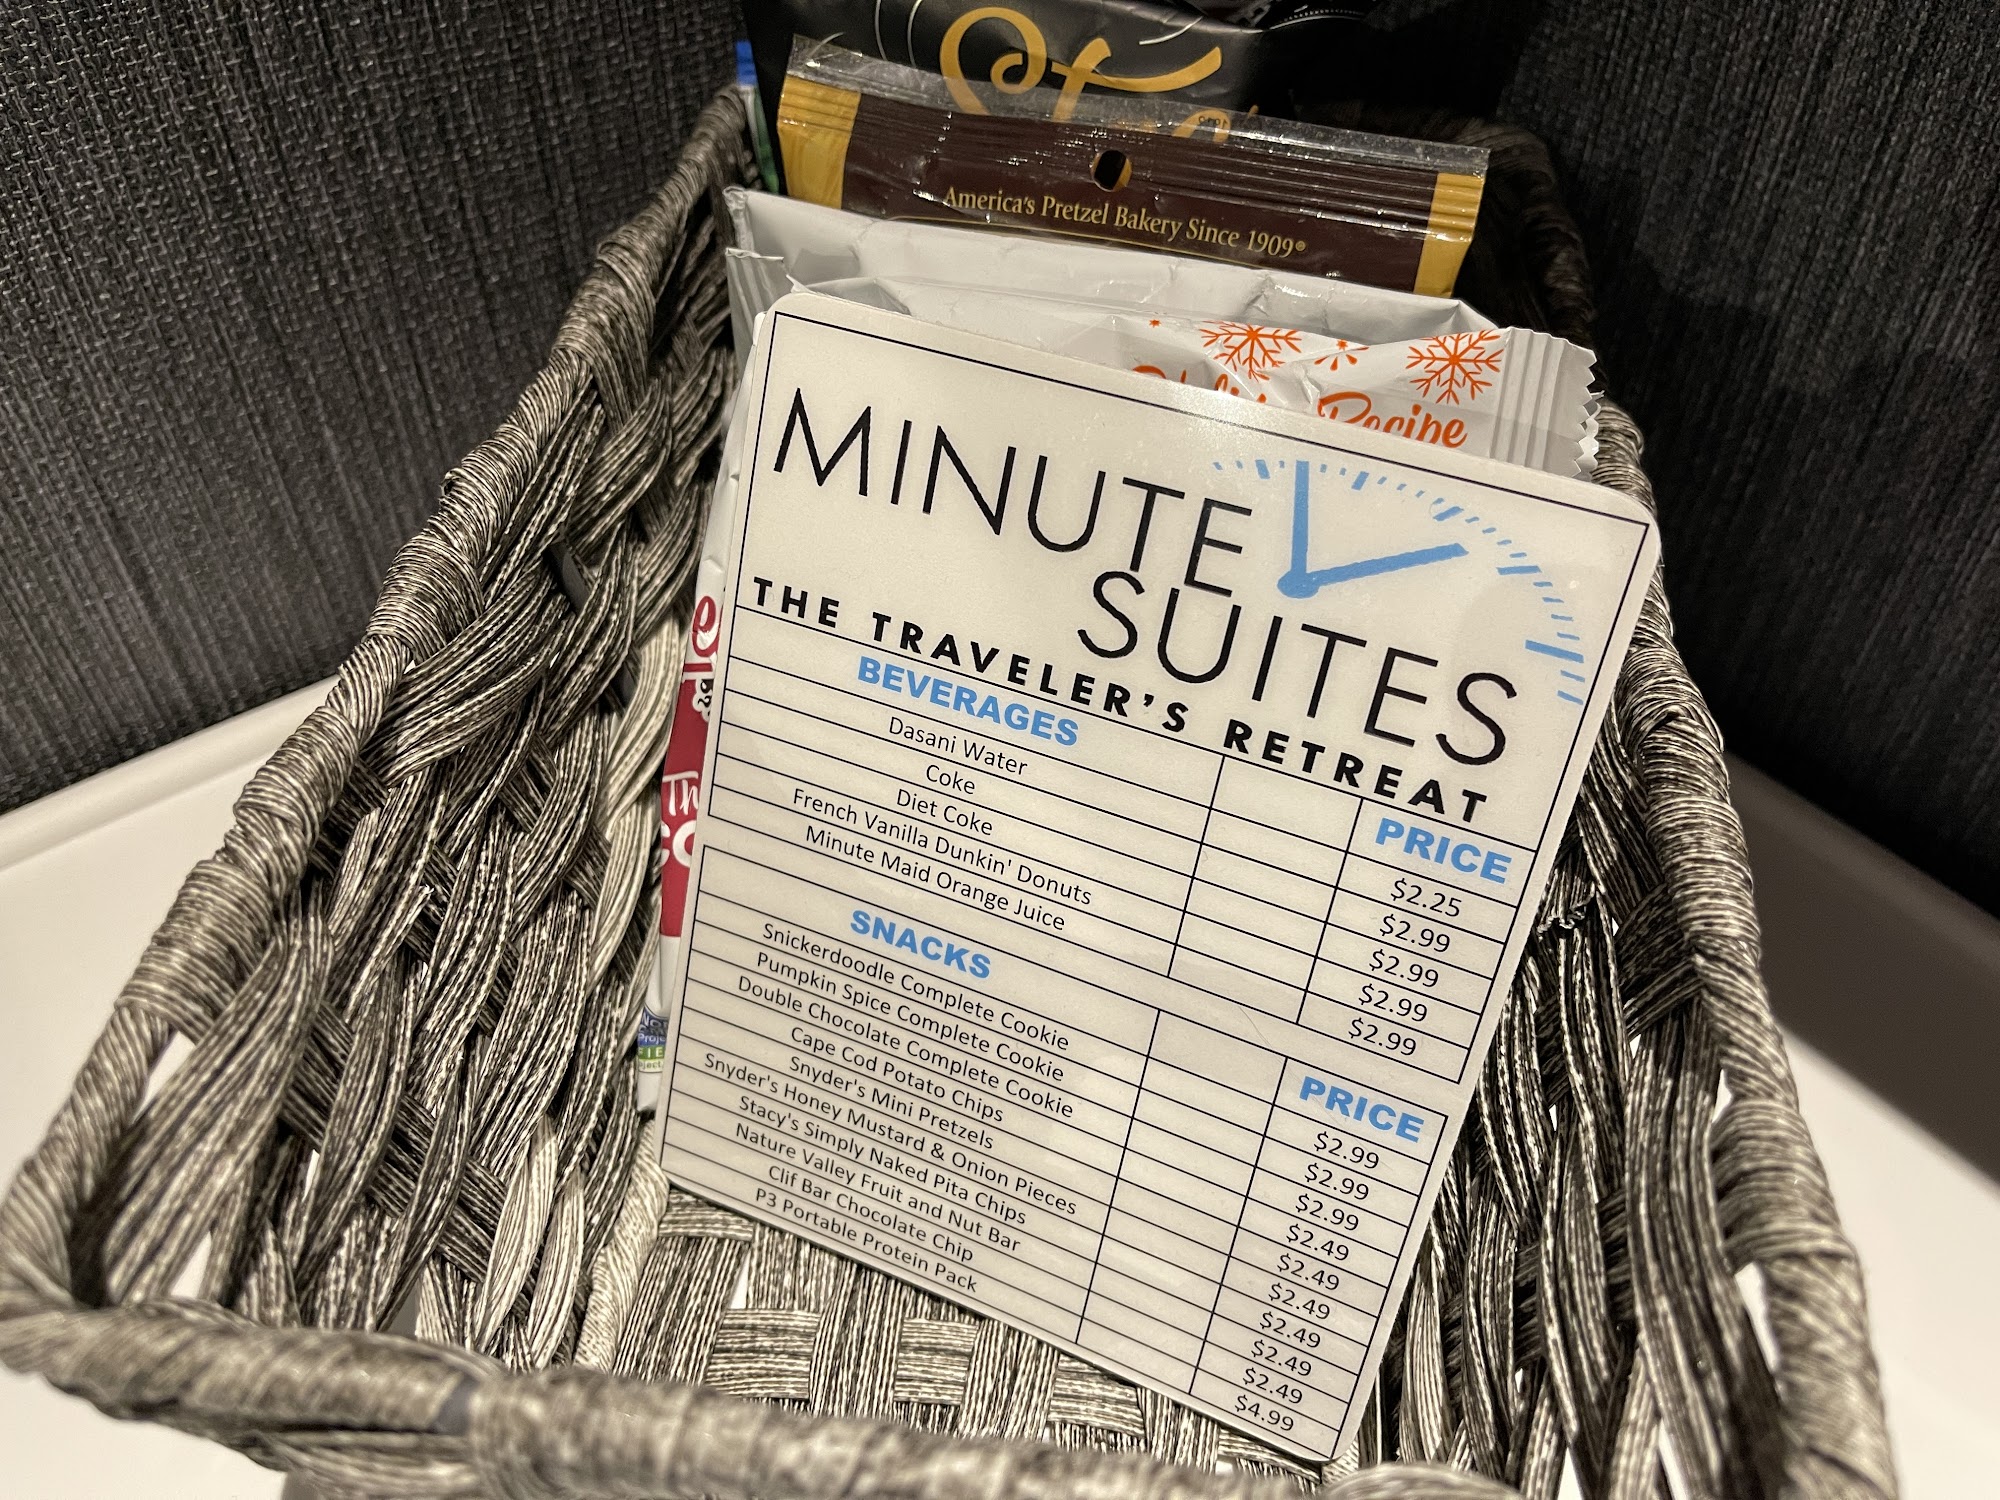 America's Pretzel Bakery Since 1909®
Recipe
MINUTE
SUITES
THE TRAVELER'S RETREAT
BEVERAGES PRICE
Dasani Water $2.25
Coke $2.99
Diet Coke $2.99
French Vanilla Dunkin' Donuts $2.99
Minute Maid Orange Juice $2.99
SNACKS PRICE
Snickerdoodle Complete Cookie $2.99
Pumpkin Spice Complete Cookie $2.99
Double Chocolate Complete Cookie $2.99
Cape Cod Potato Chips $2.49
Snyder's Mini Pretzels $2.49
Snyder's Honey Mustard & Onion Pieces $2.49
Stacy's Simply Naked Pita Chips $2.49
Nature Valley Fruit and Nut Bar $2.49
Clif Bar Chocolate Chip $2.49
P3 Portable Protein Pack $4.99